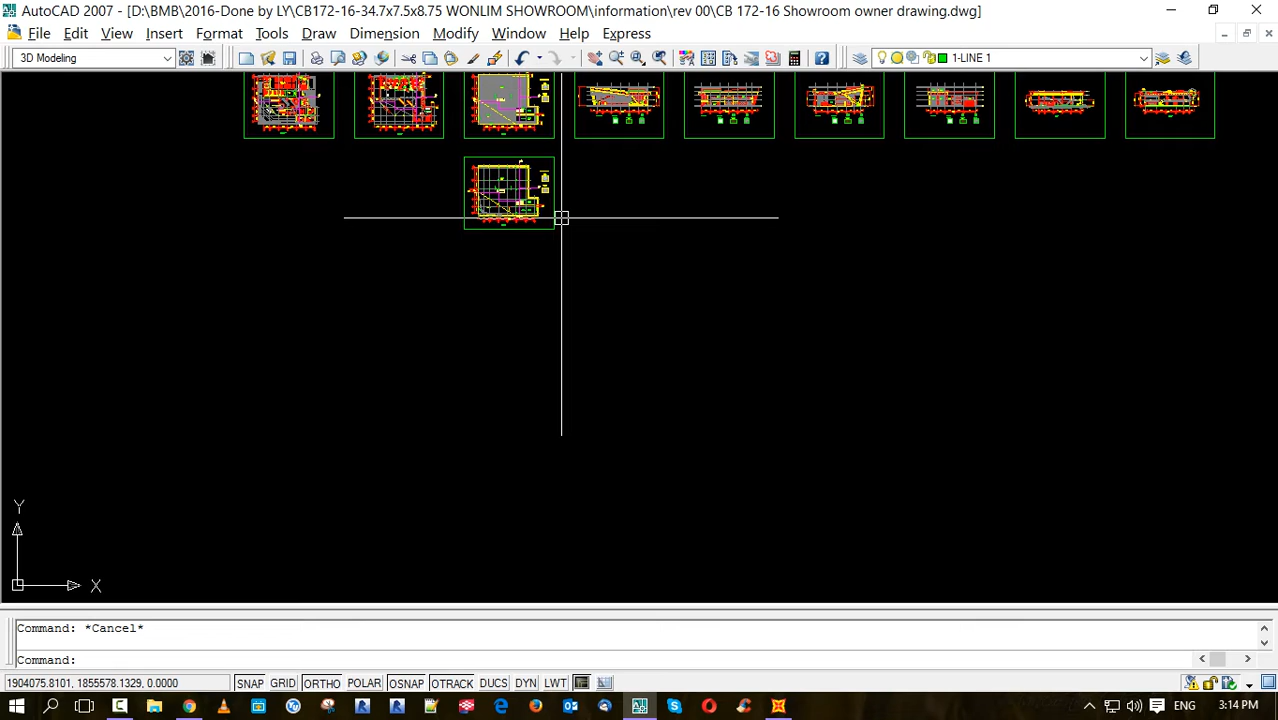 AutoCAD 2007 - [D:\BMB\2016-Done by LY\CB172-16-34.7x7.5x8.75 WONLIM SHOWROOM\information\rev 00\CB 172-16 Showroom owner drawing.dwg]
File Edit View Insert Format Tools Draw Dimension Modify Window Help Express
3D Modeling
1-LINE 1
Y
X
Command: *Cancel*
Command:
1904075.8101, 1855578.1329, 0.0000
SNAP GRID ORTHO POLAR OSNAP OTRACK DUCS DYN LWT
ENG
3:14 PM